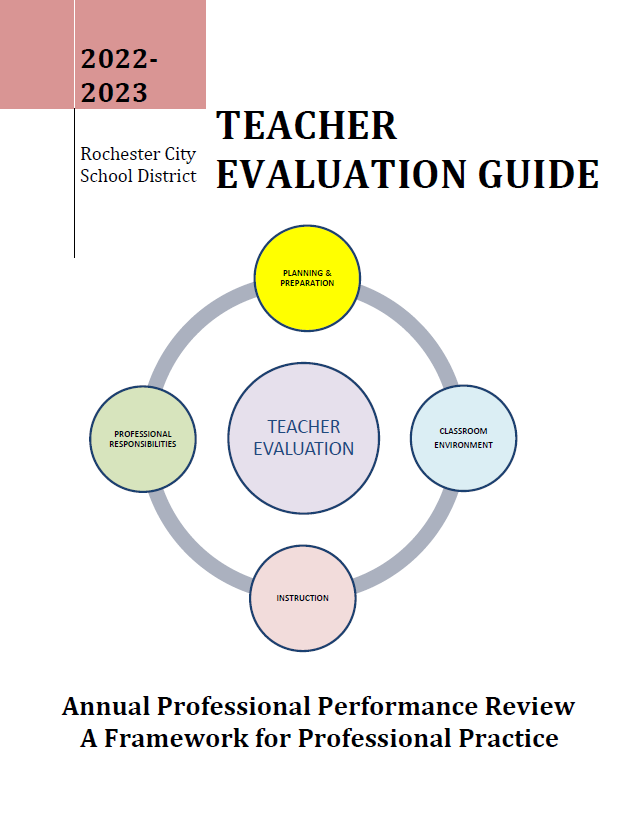 2022-
2023
Rochester City
School District
TEACHER
EVALUATION GUIDE
PLANNING &
PREPARATION
PROFESSIONAL
RESPONSIBILITIES
TEACHER
EVALUATION
CLASSROOM
ENVIRONMENT
INSTRUCTION
Annual Professional Performance Review
A Framework for Professional Practice